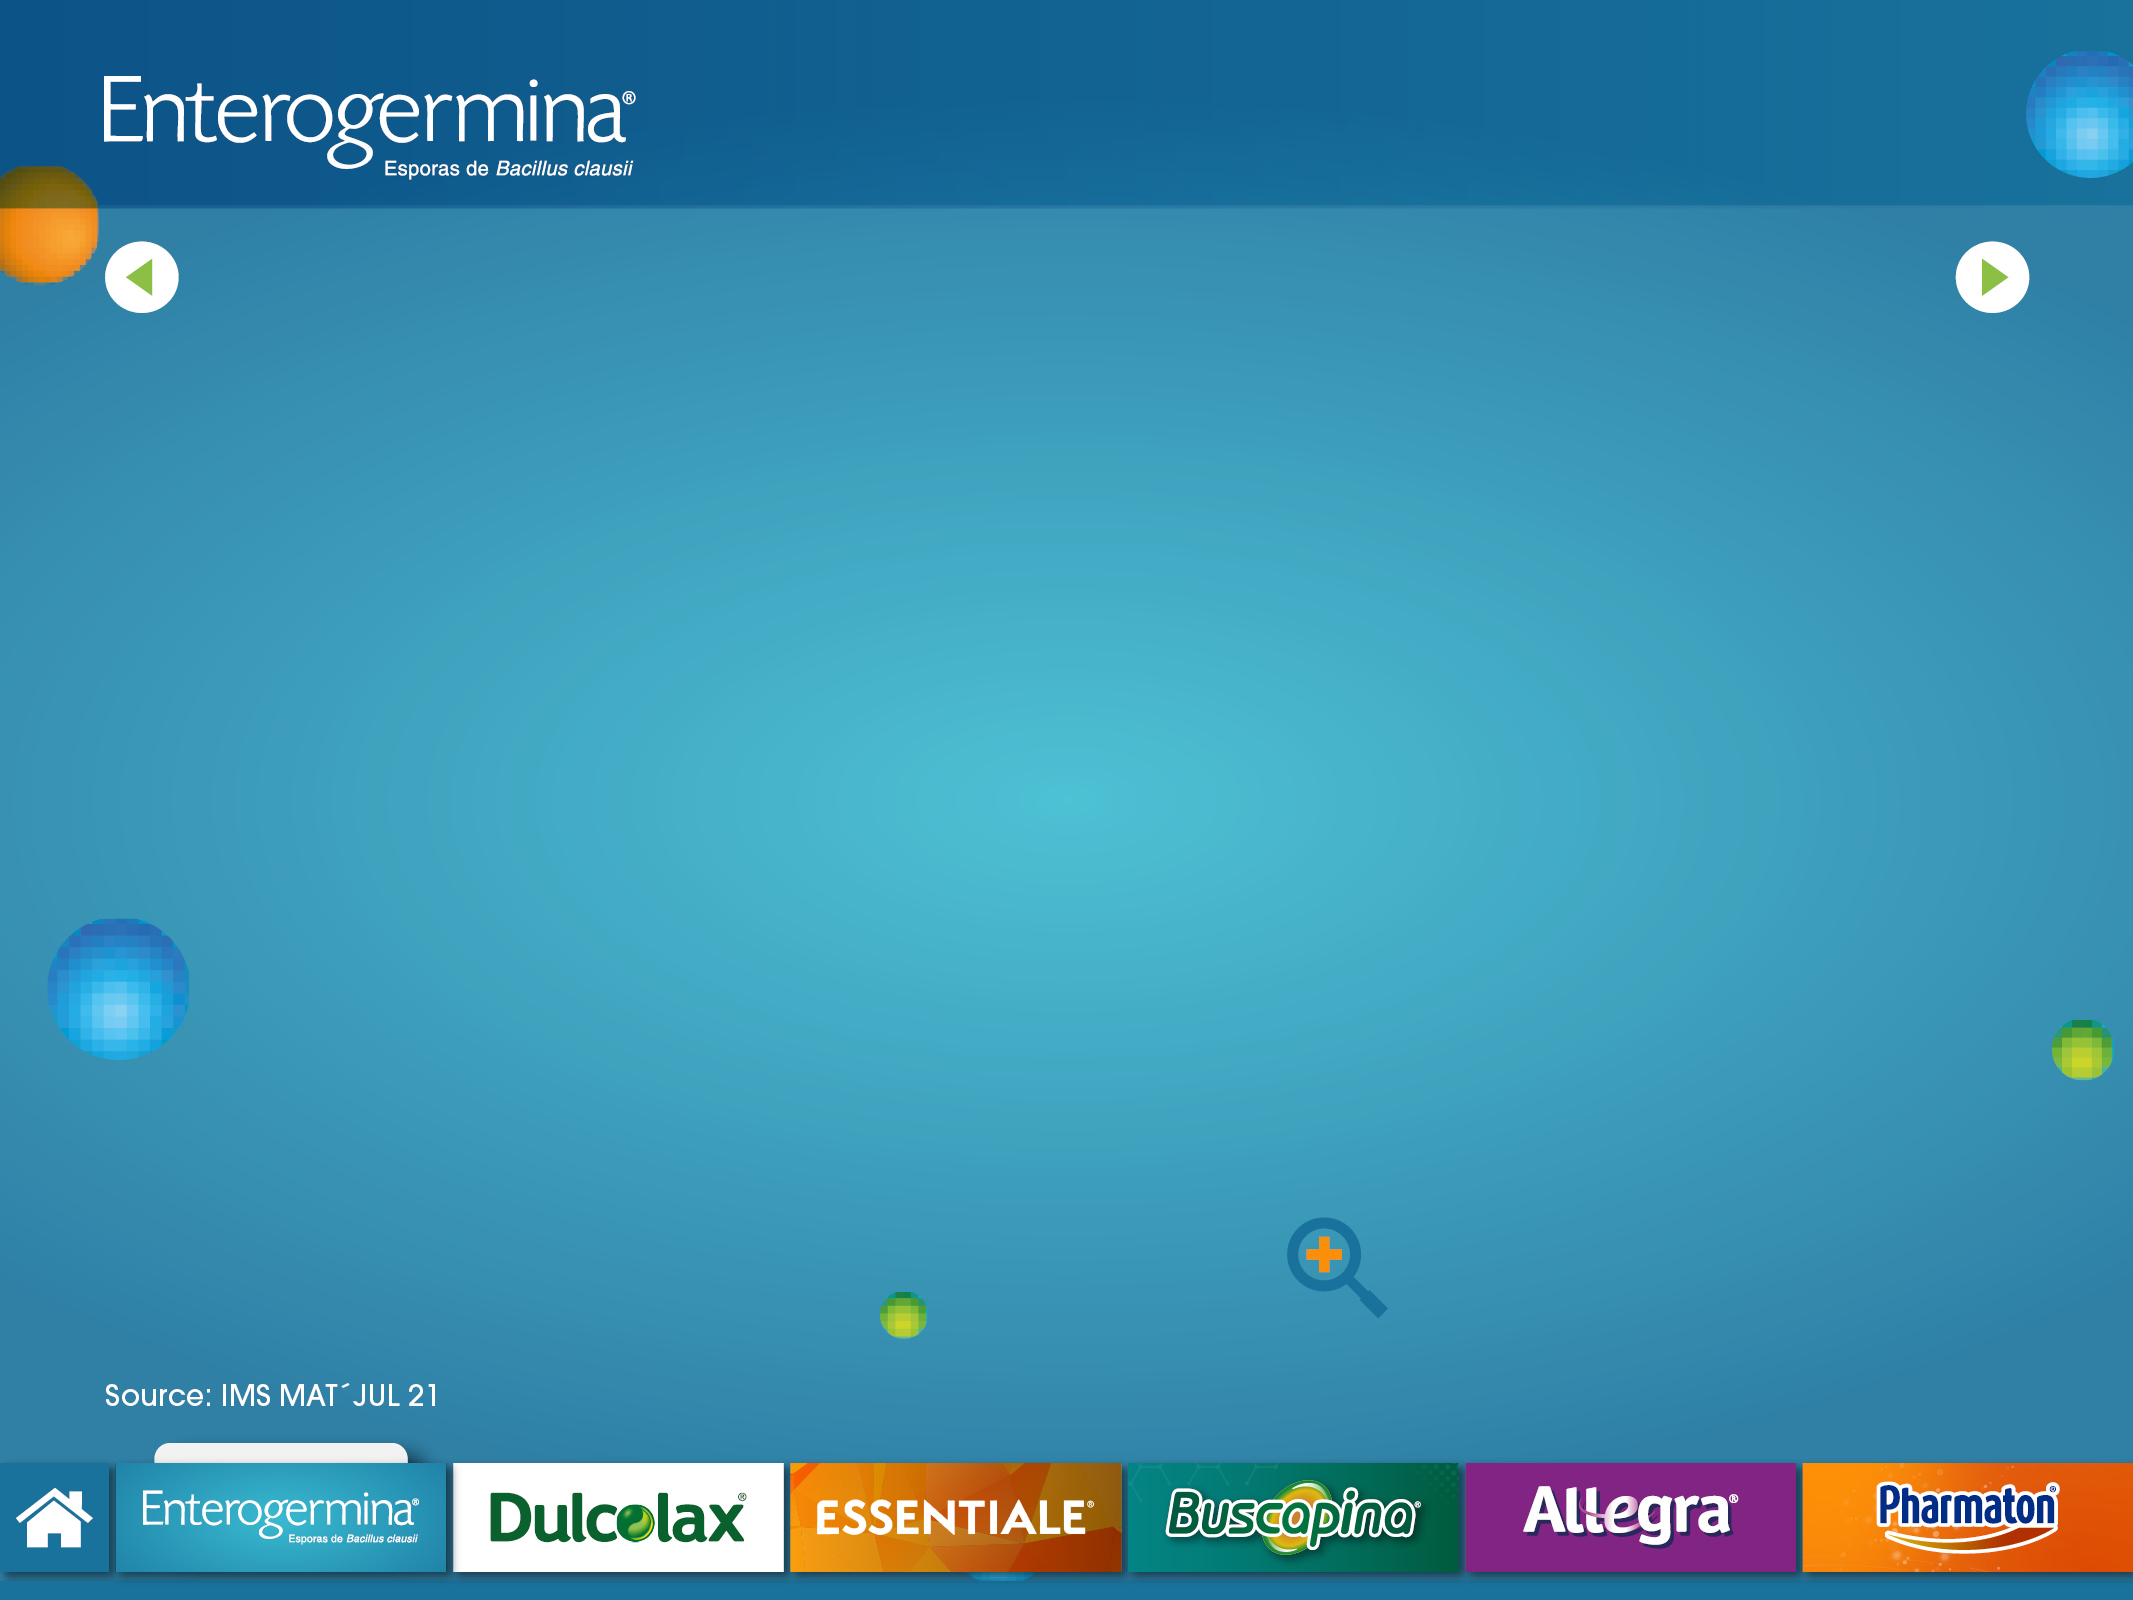 Enterogermina®
Esporas de Bacillus clausii
Source: IMS MAT´JUL 21
Enterogermina®
Esporas de Bacillus clausii
Dulcolax®
ESSENTIALE®
Buscapina®
Allegra®
Pharmaton®